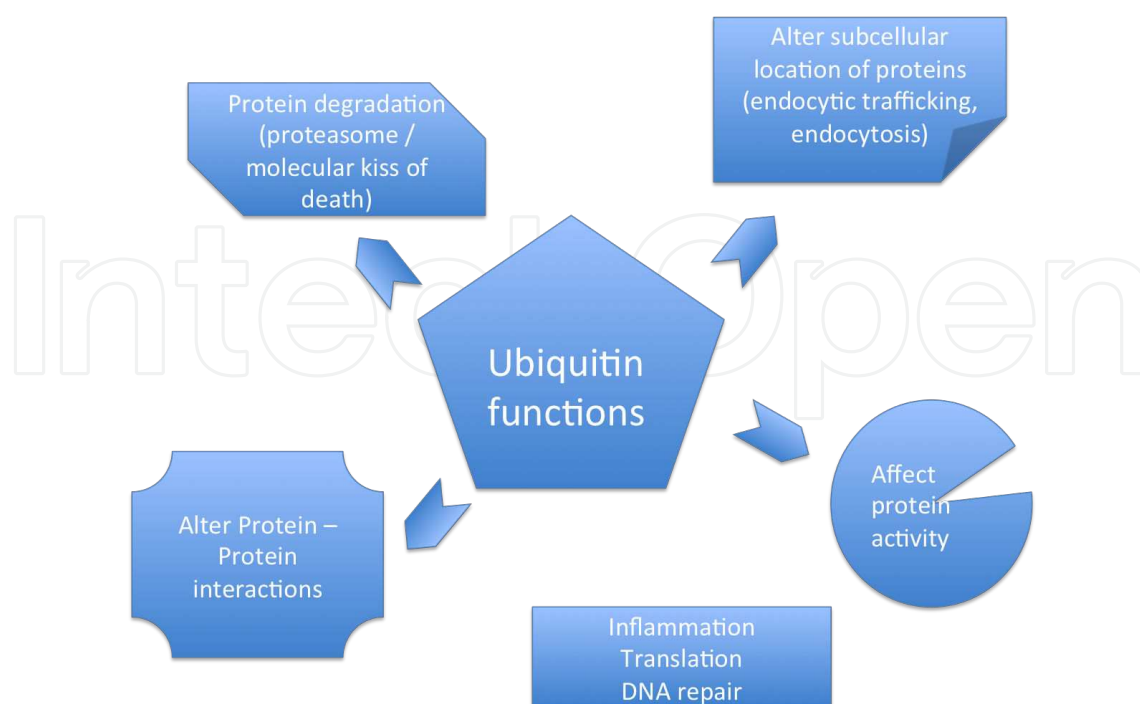 Alter subcellular
location of proteins
(endocytic trafficking,
endocytosis)
Protein degradation
(proteasome /
molecular kiss of
death)
IntechOpen
Ubiquitin
functions
Affect
protein
activity
Alter Protein –
Protein
interactions
Inflammation
Translation
DNA repair